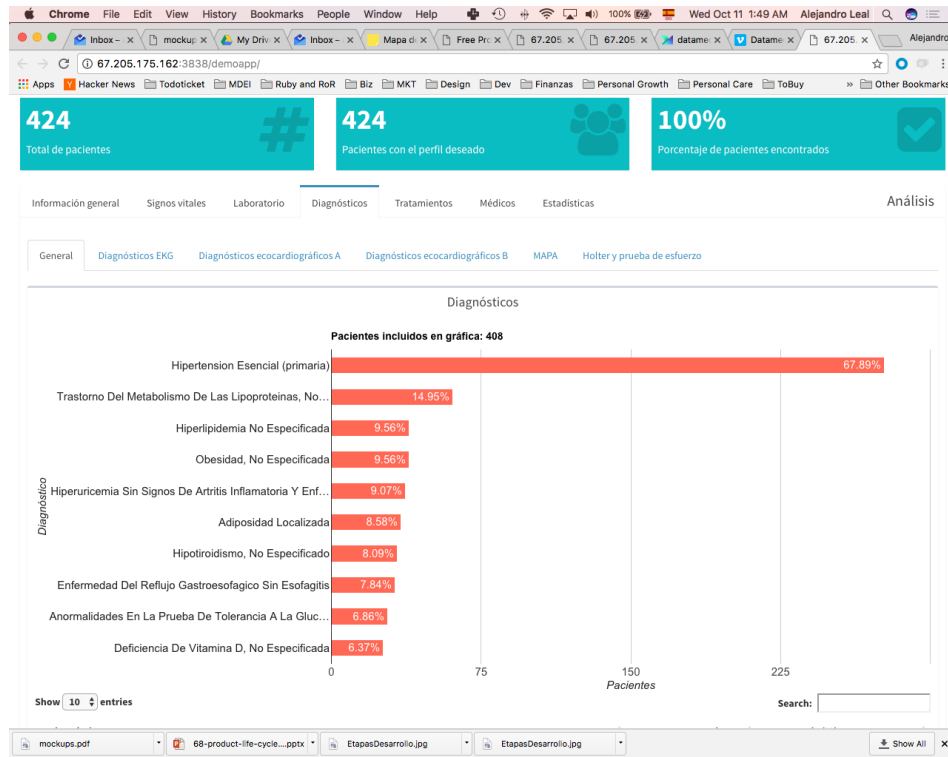 Chrome File Edit View History Bookmarks People Window Help 100% Wed Oct 11 1:49 AM Alejandro Leal
Inbox – mockup My Driv Inbox – Mapa d Free Pro 67.205 67.205 datame Datame 67.205. Alejandro
67.205.175.162:3838/demoapp/
Apps Hacker News Todoticket MDEI Ruby and RoR Biz MKT Design Dev Finanzas Personal Growth Personal Care ToBuy » Other Bookmarks
424 424 100%
Total de pacientes Pacientes con el perfil deseado Porcentaje de pacientes encontrados
Información general Signos vitales Laboratorio Diagnósticos Tratamientos Médicos Estadísticas Análisis
General Diagnósticos EKG Diagnósticos ecocardiográficos A Diagnósticos ecocardiográficos B MAPA Holter y prueba de esfuerzo
Diagnósticos
Pacientes incluidos en gráfica: 408
Hipertension Esencial (primaria) 67.89%
Trastorno Del Metabolismo De Las Lipoproteinas, No... 14.95%
Hiperlipidemia No Especificada 9.56%
Obesidad, No Especificada 9.56%
Hiperuricemia Sin Signos De Artritis Inflamatoria Y Enf... 9.07%
Adiposidad Localizada 8.58%
Hipotiroidismo, No Especificado 8.09%
Enfermedad Del Reflujo Gastroesofagico Sin Esofagitis 7.84%
Anormalidades En La Prueba De Tolerancia A La Gluc... 6.86%
Deficiencia De Vitamina D, No Especificada 6.37%
Diagnóstico
0 75 150 225
Pacientes
Show 10 entries Search:
mockups.pdf 68-product-life-cycle....pptx EtapasDesarrollo.jpg EtapasDesarrollo.jpg Show All